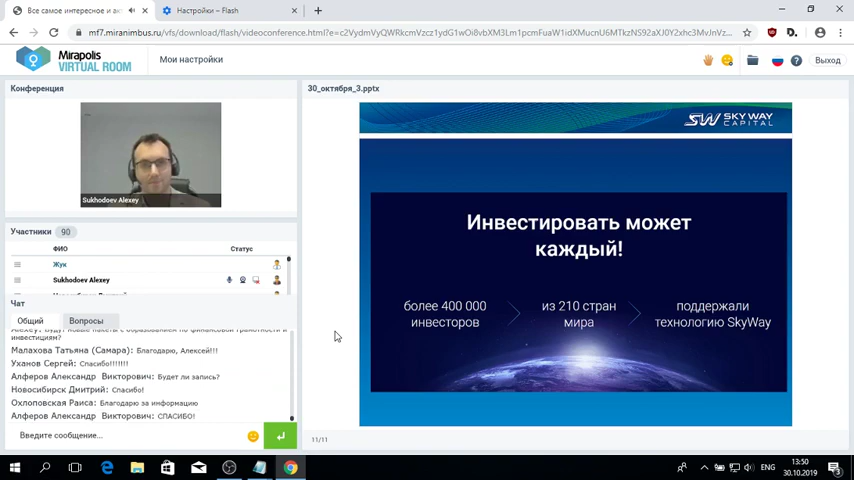 Все самое интересное и ак
Настройки – Flash
mf7.miranimbus.ru/vfs/download/flash/videoconference.html?e=
Mirapolis
VIRTUAL ROOM
Мои настройки
Выход
Конференция
30_октября_3.pptx
Sukhodoev Alexey
SW SKY WAY
CAPITAL
Инвестировать может
каждый!
более 400 000
инвесторов
из 210 стран
мира
поддержали
технологию SkyWay
Участники 90
ФИО Статус
Жук
Sukhodoev Alexey
Чат
Общий Вопросы
инвестициям?
Малахова Татьяна (Самара): Благодарю, Алексей!!!
Уханов Сергей: Спасибо!!!!!!!
Алферов Александр Викторович: Будет ли запись?
Новосибирск Дмитрий: Спасибо!
Охлоповская Раиса: Благодарю за информацию
Алферов Александр Викторович: СПАСИБО!
Введите сообщение...
11/11
ENG
13:50
30.10.2019
3